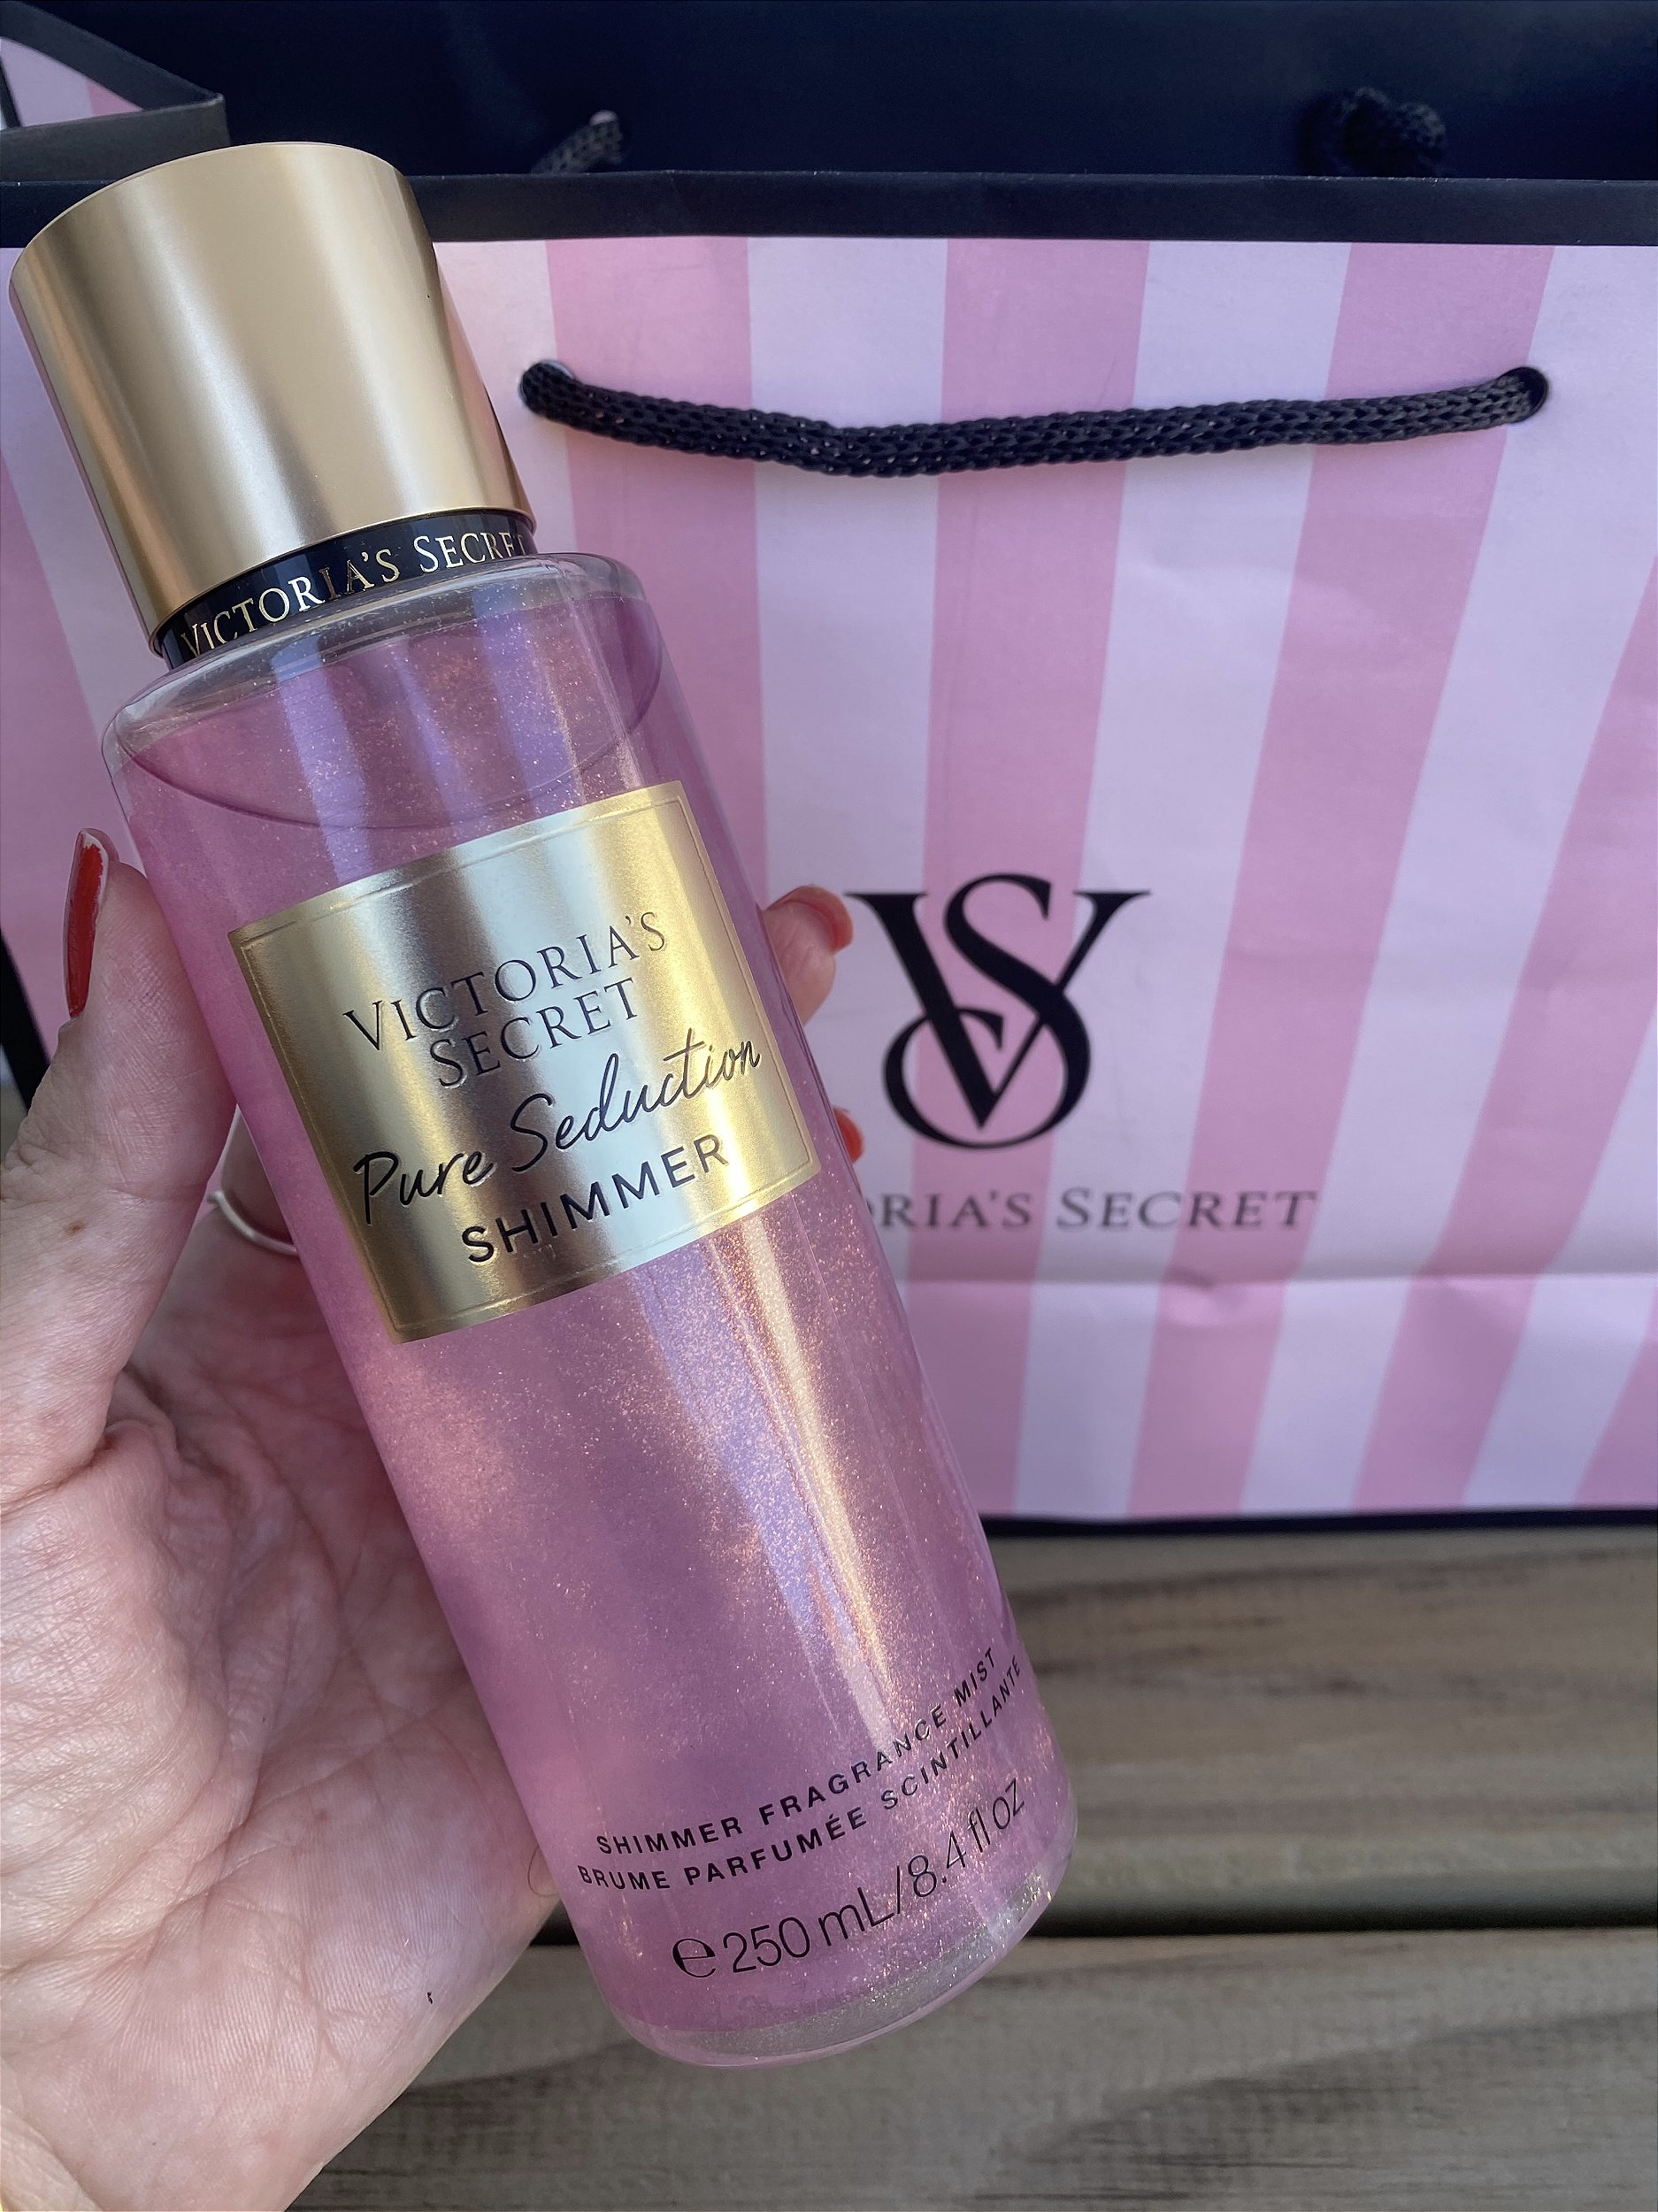 VICTORIA'S SECRET
VICTORIA'S
SECRET
Pure Seduction
SHIMMER
SHIMMER FRAGRANCE MIST
BRUME PARFUMÉE SCINTILLANTE
℮ 250 mL/8.4 fl oz
VS
SECRET